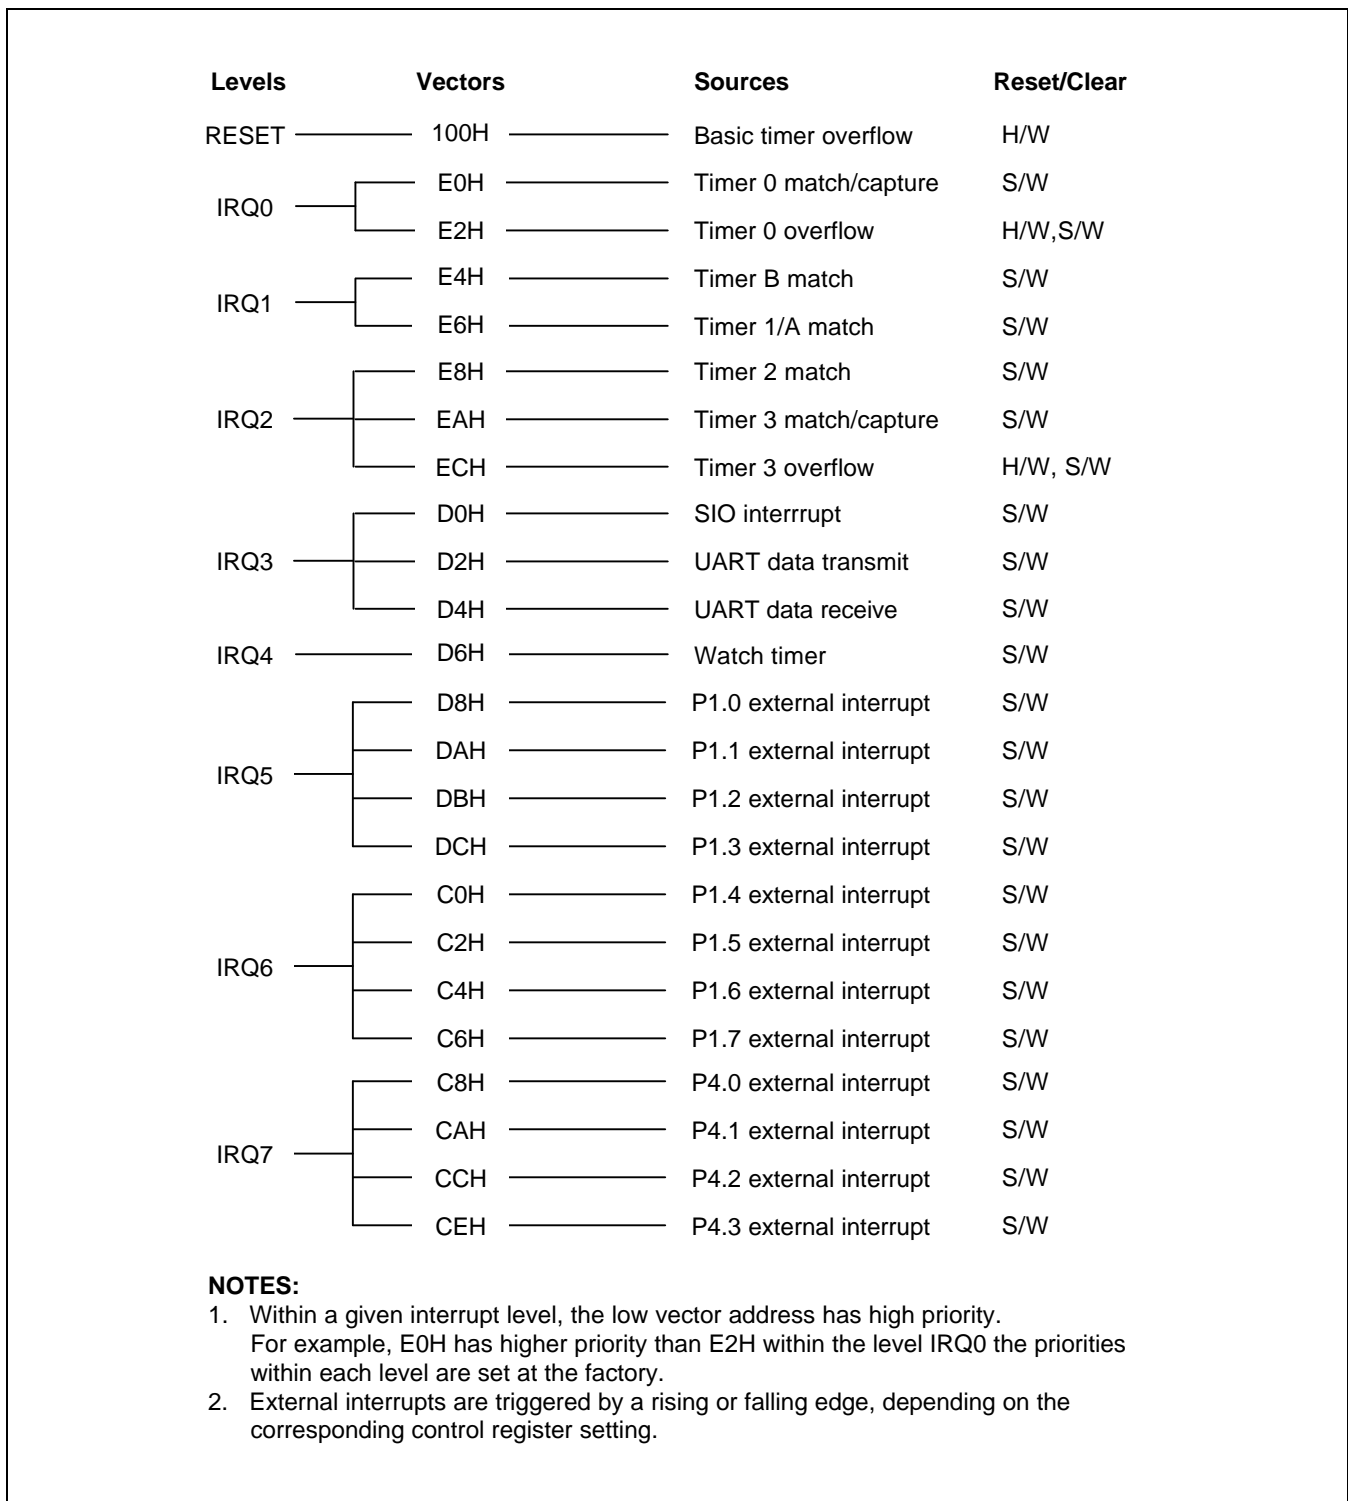 Levels Vectors Sources Reset/Clear
RESET 100H Basic timer overflow H/W
IRQ0
E0H Timer 0 match/capture S/W
E2H Timer 0 overflow H/W,S/W
IRQ1
E4H Timer B match S/W
E6H Timer 1/A match S/W
IRQ2
E8H Timer 2 match S/W
EAH Timer 3 match/capture S/W
ECH Timer 3 overflow H/W, S/W
IRQ3
D0H SIO interrrupt S/W
D2H UART data transmit S/W
D4H UART data receive S/W
IRQ4 D6H Watch timer S/W
IRQ5
D8H P1.0 external interrupt S/W
DAH P1.1 external interrupt S/W
DBH P1.2 external interrupt S/W
DCH P1.3 external interrupt S/W
IRQ6
C0H P1.4 external interrupt S/W
C2H P1.5 external interrupt S/W
C4H P1.6 external interrupt S/W
C6H P1.7 external interrupt S/W
IRQ7
C8H P4.0 external interrupt S/W
CAH P4.1 external interrupt S/W
CCH P4.2 external interrupt S/W
CEH P4.3 external interrupt S/W
NOTES:
1. Within a given interrupt level, the low vector address has high priority.
For example, E0H has higher priority than E2H within the level IRQ0 the priorities
within each level are set at the factory.
2. External interrupts are triggered by a rising or falling edge, depending on the
corresponding control register setting.